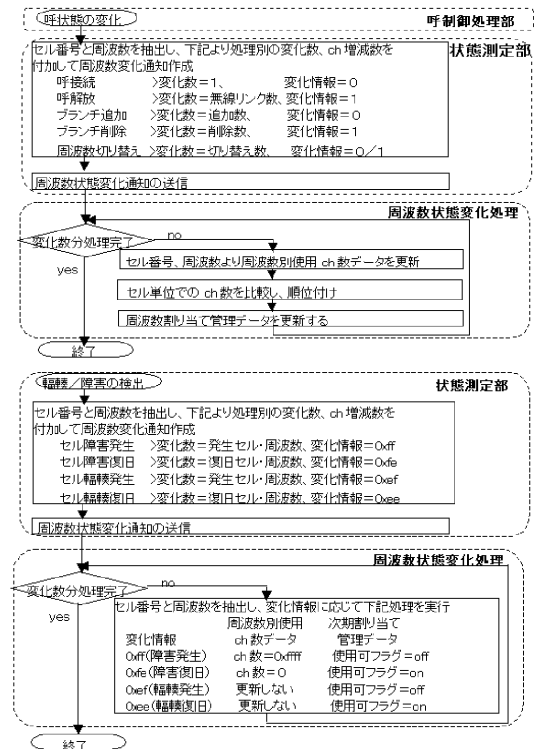 呼状態の変化
呼制御処理部
状態測定部
セル番号と周波数を抽出し、下記より処理別の変化数、ch 増減数を
付加して周波数変化通知作成
呼接続 >変化数=1、 変化情報=0
呼解放 >変化数=無線リンク数、変化情報=1
ブランチ追加 >変化数=追加数、 変化情報=0
ブランチ削除 >変化数=削除数、 変化情報=1
周波数切り替え >変化数=切り替え数、 変化情報=0/1
周波数状態変化通知の送信
周波数状態変化処理
変化数分処理完了
no
yes
セル番号、周波数より周波数別使用 ch 数データを更新
セル単位での ch 数を比較し、順位付け
周波数割り当て管理データを更新する
終了
輻輳/障害の検出
状態測定部
セル番号と周波数を抽出し、下記より処理別の変化数、ch 増減数を
付加して周波数変化通知作成
セル障害発生 >変化数=発生セル・周波数、変化情報=0xff
セル障害復旧 >変化数=復旧セル・周波数、変化情報=0xfe
セル輻輳発生 >変化数=発生セル・周波数、変化情報=0xef
セル輻輳復旧 >変化数=復旧セル・周波数、変化情報=0xee
周波数状態変化通知の送信
周波数状態変化処理
変化数分処理完了
no
yes
セル番号と周波数を抽出し、変化情報に応じて下記処理を実行
周波数別使用 次期割り当て
変化情報 ch 数データ 管理データ
0xff(障害発生) ch 数=0xffff 使用可フラグ=off
0xfe(障害復旧) ch 数=0 使用可フラグ=on
0xef(輻輳発生) 更新しない 使用可フラグ=off
0xee(輻輳復旧) 更新しない 使用可フラグ=on
終了